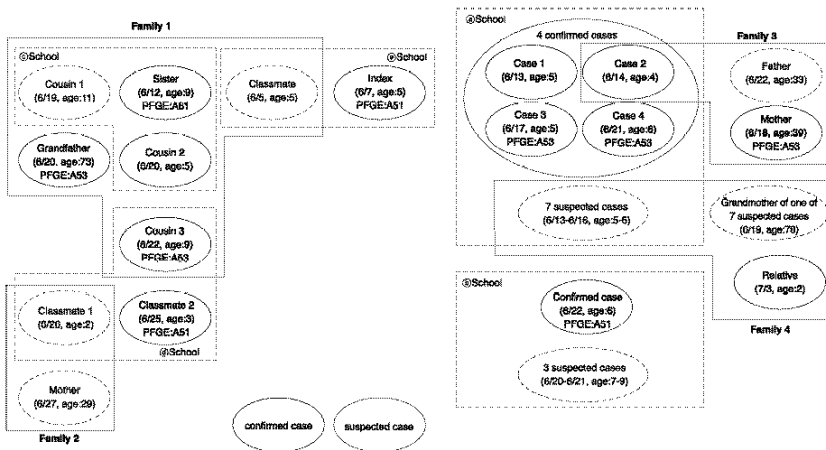 Family 1
ⓒSchool
Cousin 1
(6/19, age:11)
Sister
(6/12, age:9)
PFGE:A51
Grandfather
(6/20, age:73)
PFGE:A53
Cousin 2
(6/20, age:5)
Cousin 3
(6/22, age:9)
PFGE:A53
School
Classmate
(6/5, age:5)
Index
(6/7, age:5)
PFGE:A51
Classmate 1
(6/26, age:2)
Classmate 2
(6/25, age:3)
PFGE:A51
ⓓSchool
Mother
(6/27, age:29)
Family 2
confirmed case
suspected case
ⓐSchool
4 confirmed cases
Case 1
(6/13, age:5)
Case 2
(6/14, age:4)
Case 3
(6/17, age:5)
PFGE:A53
Case 4
(6/21, age:6)
PFGE:A53
7 suspected cases
(6/13-6/16, age:5-6)
Family 3
Father
(6/22, age:33)
Mother
(6/18, age:39)
PFGE:A53
Grandmother of one of
7 suspected cases
(6/19, age:78)
Relative
(7/3, age:2)
Family 4
ⓑSchool
Confirmed case
(6/22, age:6)
PFGE:A51
3 suspected cases
(6/20-6/21, age:7-9)